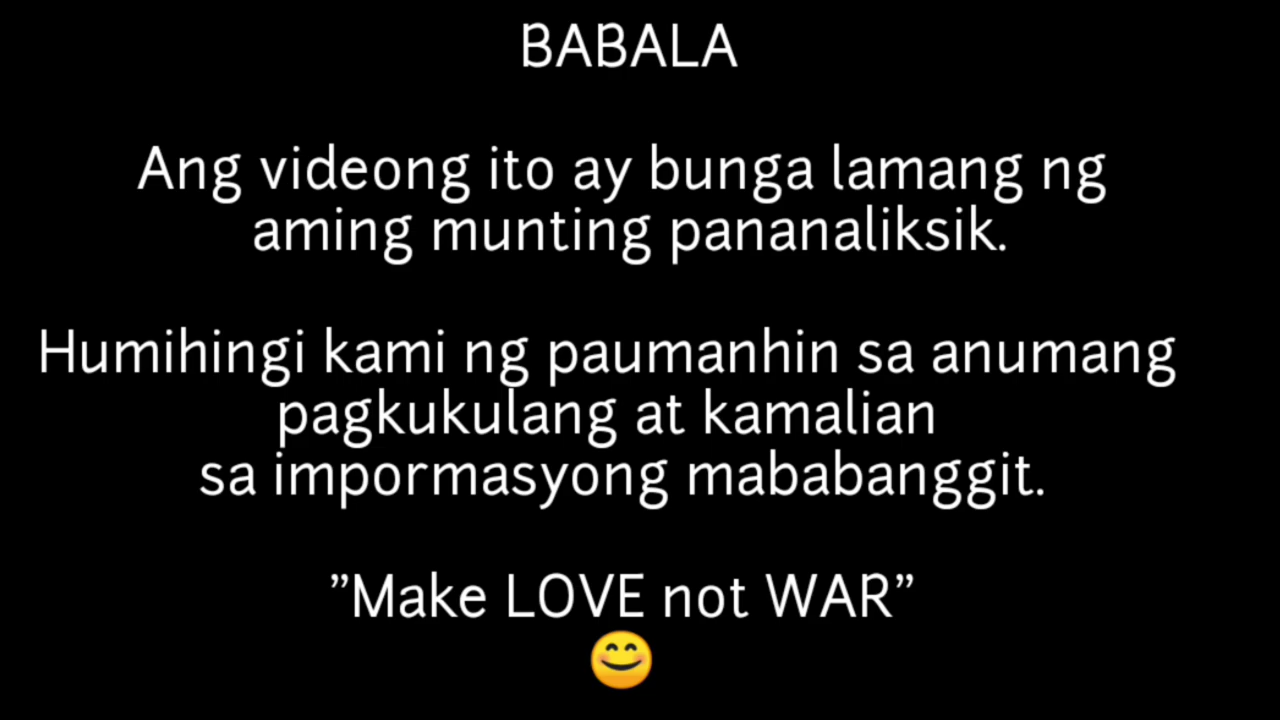 BABALA
Ang videong ito ay bunga lamang ng
aming munting pananaliksik.
Humihingi kami ng paumanhin sa anumang
pagkukulang at kamalian
sa impormasyong mababanggit.
”Make LOVE not WAR”
😊